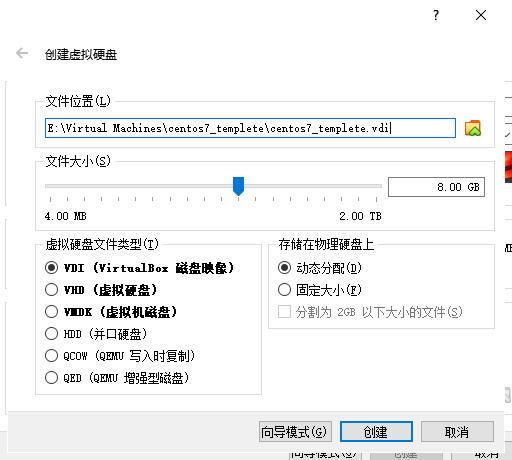 ?
创建虚拟硬盘
文件位置(L)
E:\Virtual Machines\centos7_templete\centos7_templete.vdi
文件大小(S)
8.00 GB
4.00 MB
2.00 TB
虚拟硬盘文件类型(T)
VDI (VirtualBox 磁盘映像)
VHD (虚拟硬盘)
VMDK (虚拟机磁盘)
HDD (并口硬盘)
QCOW (QEMU 写入时复制)
QED (QEMU 增强型磁盘)
存储在物理硬盘上
动态分配(D)
固定大小(F)
分割为 2GB 以下大小的文件(S)
向导模式(G)
创建
取消